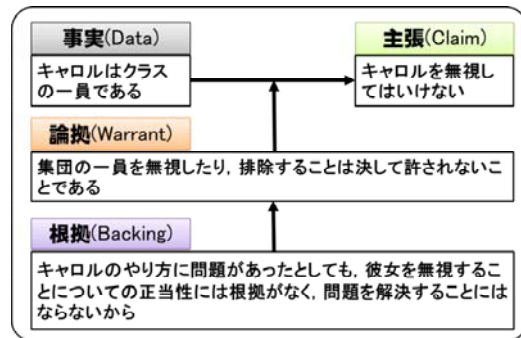 事実(Data)
主張(Claim)
キャロルはクラス
の一員である
キャロルを無視し
てはいけない
論拠(Warrant)
集団の一員を無視したり，排除することは決して許されないこ
とである
根拠(Backing)
キャロルのやり方に問題があったとしても，彼女を無視するこ
とについての正当性には根拠がなく，問題を解決することには
ならないから